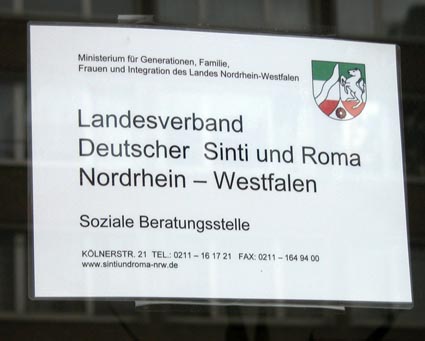 Ministerium für Generationen, Familie,
Frauen und Integration des Landes Nordrhein-Westfalen
Landesverband
Deutscher Sinti und Roma
Nordrhein – Westfalen
Soziale Beratungsstelle
KÖLNERSTR. 21 TEL.: 0211 – 16 17 21 FAX: 0211 – 164 94 00
www.sintiundroma-nrw.de